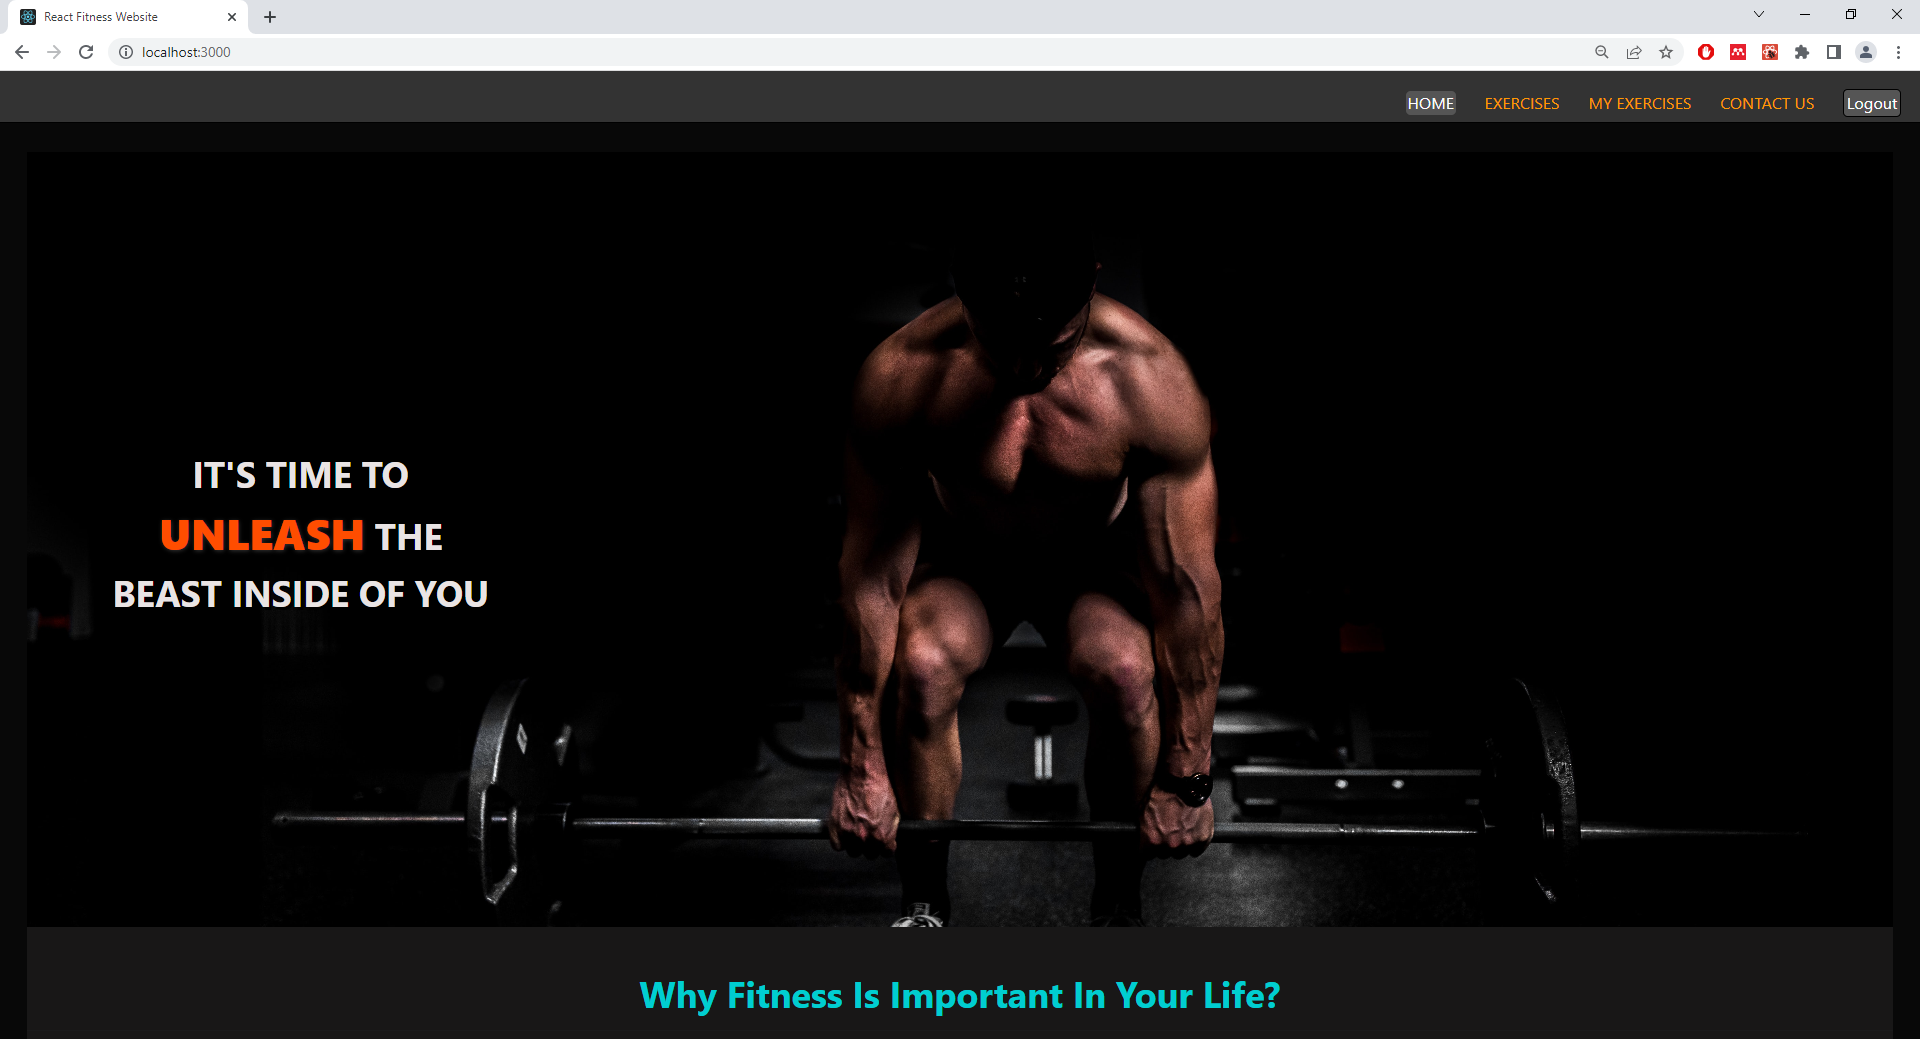 React Fitness Website
localhost:3000
HOME EXERCISES MY EXERCISES CONTACT US Logout
IT'S TIME TO
UNLEASH THE
BEAST INSIDE OF YOU
Why Fitness Is Important In Your Life?